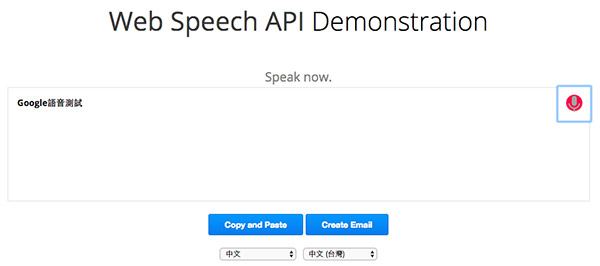 Web Speech API Demonstration
Speak now.
Google語音測試
Copy and Paste Create Email
中文 中文 (台灣)